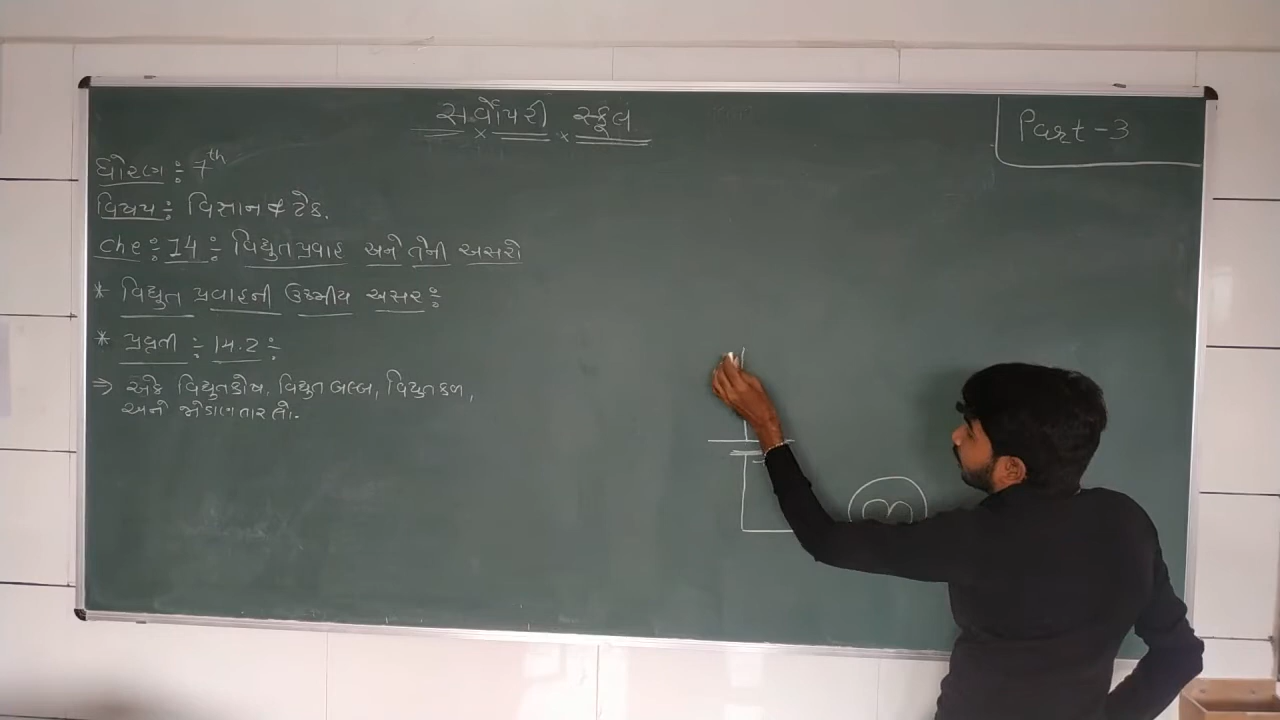 સર્વોપરી સ્કૂલ
Part-3
ધોરણ : 7th
વિષય : વિજ્ઞાન & ટેક.
che : 14 : વિદ્યુતપ્રવાહ અને તેની અસરો
* વિદ્યુત પ્રવાહની ઉષ્મીય અસર :
* પ્રવૃતી : 14.2 :
⇒ એક વિદ્યુતકોષ, વિદ્યુત બલ્બ, વિદ્યુતકળ,
અને જોડાણતાર લો.